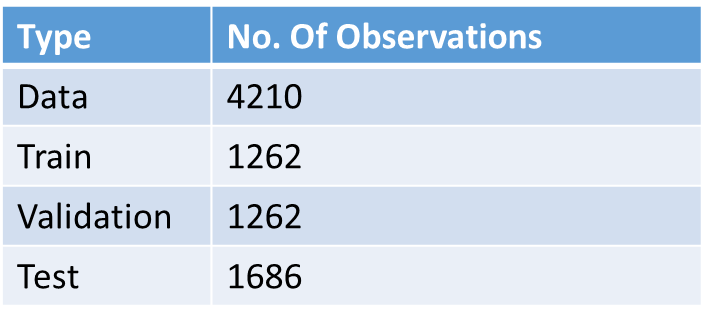 Type No. Of Observations
Data 4210
Train 1262
Validation 1262
Test 1686